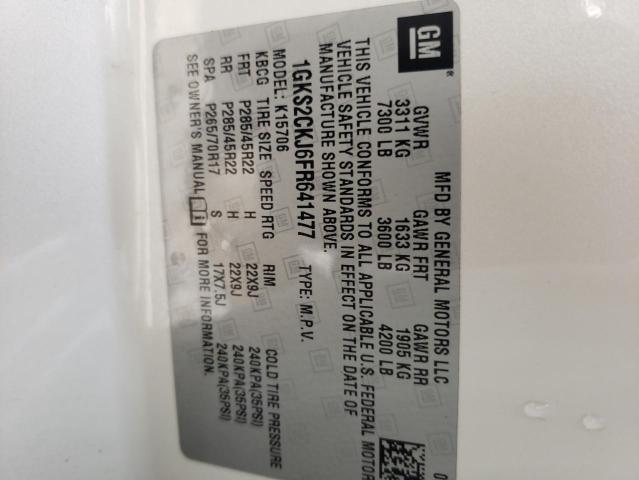 GM ®
MFD BY GENERAL MOTORS LLC 0
GVWR GAWR FRT GAWR RR
3311 KG 1633 KG 1905 KG
7300 LB 3600 LB 4200 LB
THIS VEHICLE CONFORMS TO ALL APPLICABLE U.S. FEDERAL MOTOR
VEHICLE SAFETY STANDARDS IN EFFECT ON THE DATE OF
MANUFACTURE SHOWN ABOVE.
1GKS2CKJ6FR641477 TYPE: M.P.V.
MODEL: K15706
KBCG TIRE SIZE SPEED RTG RIM COLD TIRE PRESSURE
FRT P285/45R22 H 22X9J 240KPA(35PSI)
RR P285/45R22 H 22X9J 240KPA(35PSI)
SPA P265/70R17 S 17X7.5J 240KPA(35PSI)
SEE OWNER'S MANUAL FOR MORE INFORMATION.